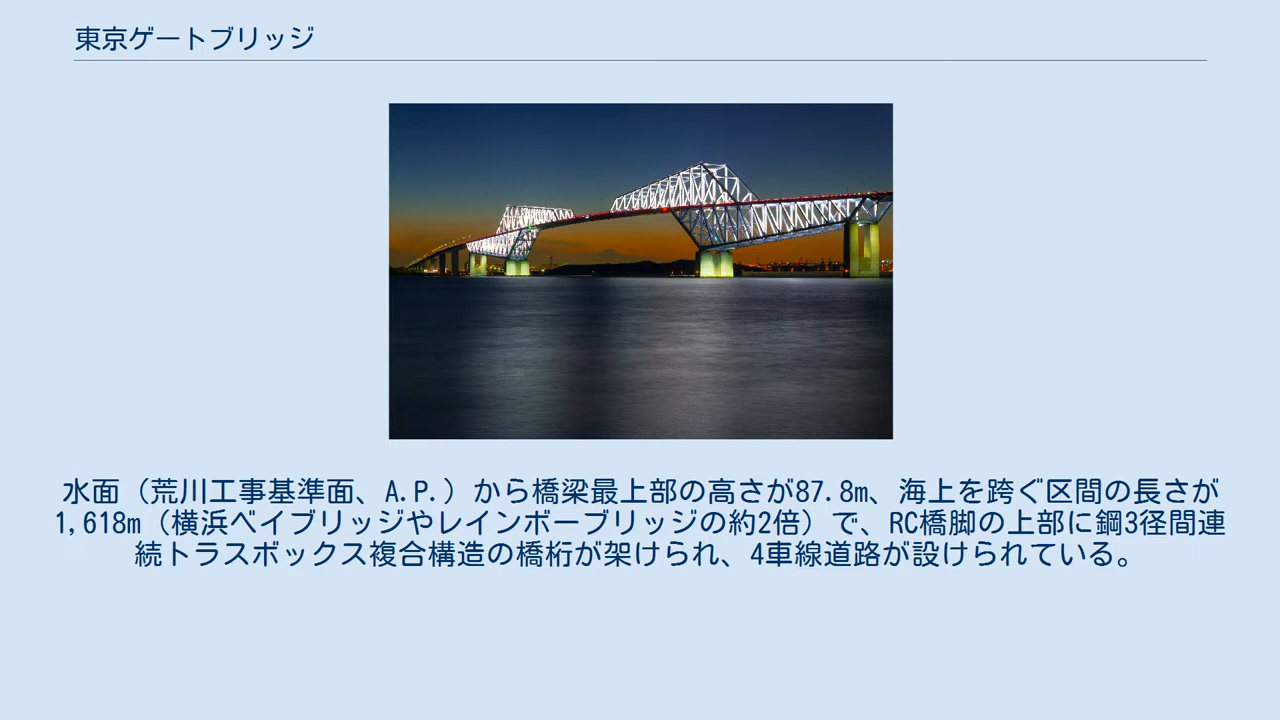 東京ゲートブリッジ
水面（荒川工事基準面、A.P.）から橋梁最上部の高さが87.8m、海上を跨ぐ区間の長さが
1,618m（横浜ベイブリッジやレインボーブリッジの約2倍）で、RC橋脚の上部に鋼3径間連
続トラスボックス複合構造の橋桁が架けられ、4車線道路が設けられている。